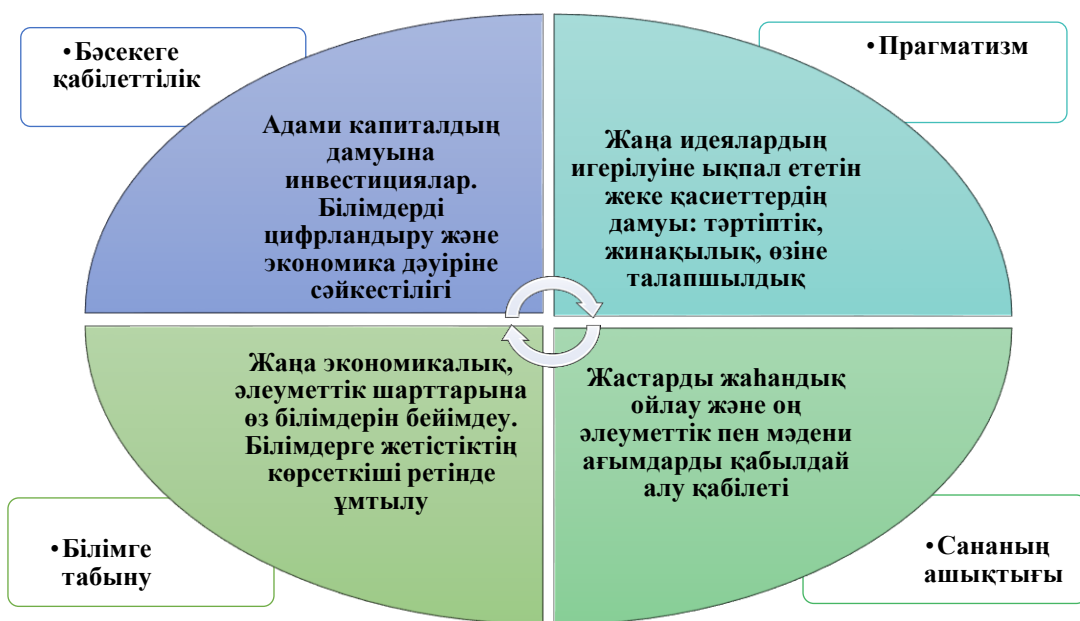 •Бәсекеге
қабілеттілік
Адами капиталдың
дамуына
инвестициялар.
Білімдерді
цифрландыру және
экономика дәуіріне
сәйкестілігі
•Прагматизм
Жаңа идеялардың
игерілуіне ықпал ететін
жеке қасиеттердің
дамуы: тәртіптік,
жинақылық, өзіне
талапшылдық
Жаңа экономикалық,
әлеуметтік шарттарына
өз білімдерін бейімдеу.
Білімдерге жетістіктің
көрсеткіші ретінде
ұмтылу
•Білімге
табыну
Жастарды жаһандық
ойлау және оң
әлеуметтік пен мәдени
ағымдарды қабылдай
алу қабілеті
•Сананың
ашықтығы